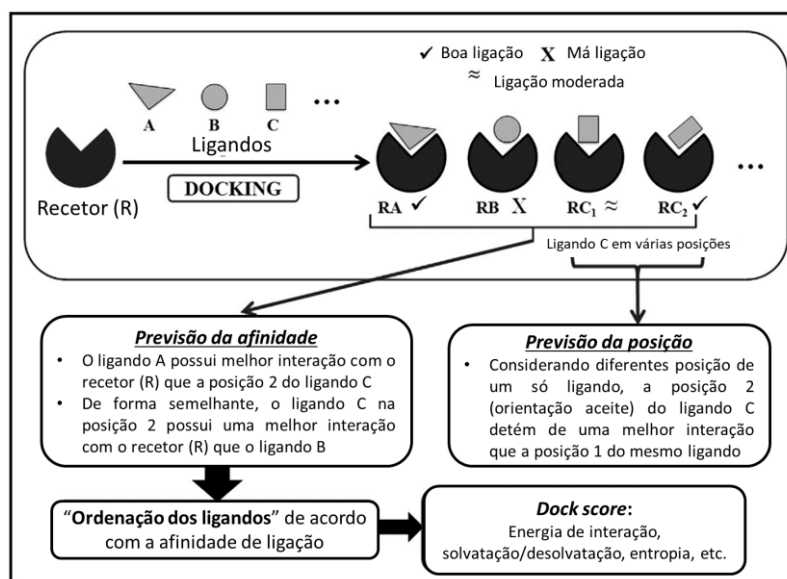 ✓ Boa ligação X Má ligação
≈ Ligação moderada
A B C ...
Ligandos
DOCKING
Recetor (R)
RA ✓ RB X RC₁ ≈ RC₂ ✓ ...
Ligando C em várias posições
Previsão da afinidade
• O ligando A possui melhor interação com o
recetor (R) que a posição 2 do ligando C
• De forma semelhante, o ligando C na
posição 2 possui uma melhor interação
com o recetor (R) que o ligando B
Previsão da posição
• Considerando diferentes posição de
um só ligando, a posição 2
(orientação aceite) do ligando C
detém de uma melhor interação
que a posição 1 do mesmo ligando
“Ordenação dos ligandos” de acordo
com a afinidade de ligação
Dock score:
Energia de interação,
solvatação/desolvatação, entropia, etc.